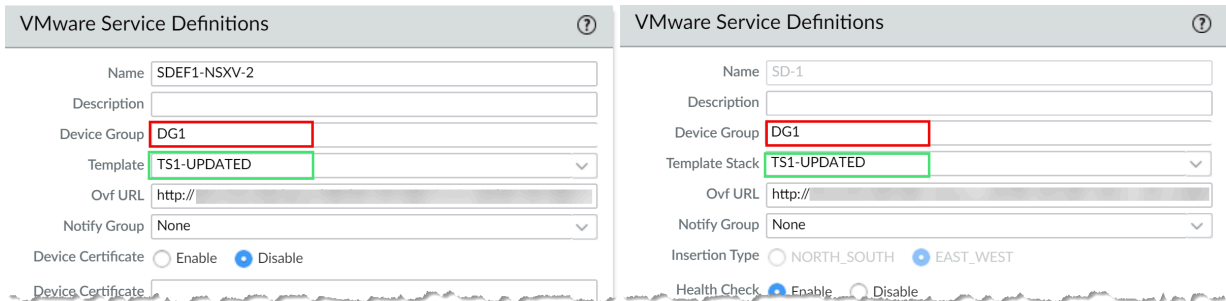 VMware Service Definitions
Name SDEF1-NSXV-2
Description
Device Group DG1
Template TS1-UPDATED
Ovf URL http://
Notify Group None
Device Certificate Enable Disable
Device Certificate
VMware Service Definitions
Name SD-1
Description
Device Group DG1
Template Stack TS1-UPDATED
Ovf URL http://
Notify Group None
Insertion Type NORTH_SOUTH EAST_WEST
Health Check Enable Disable